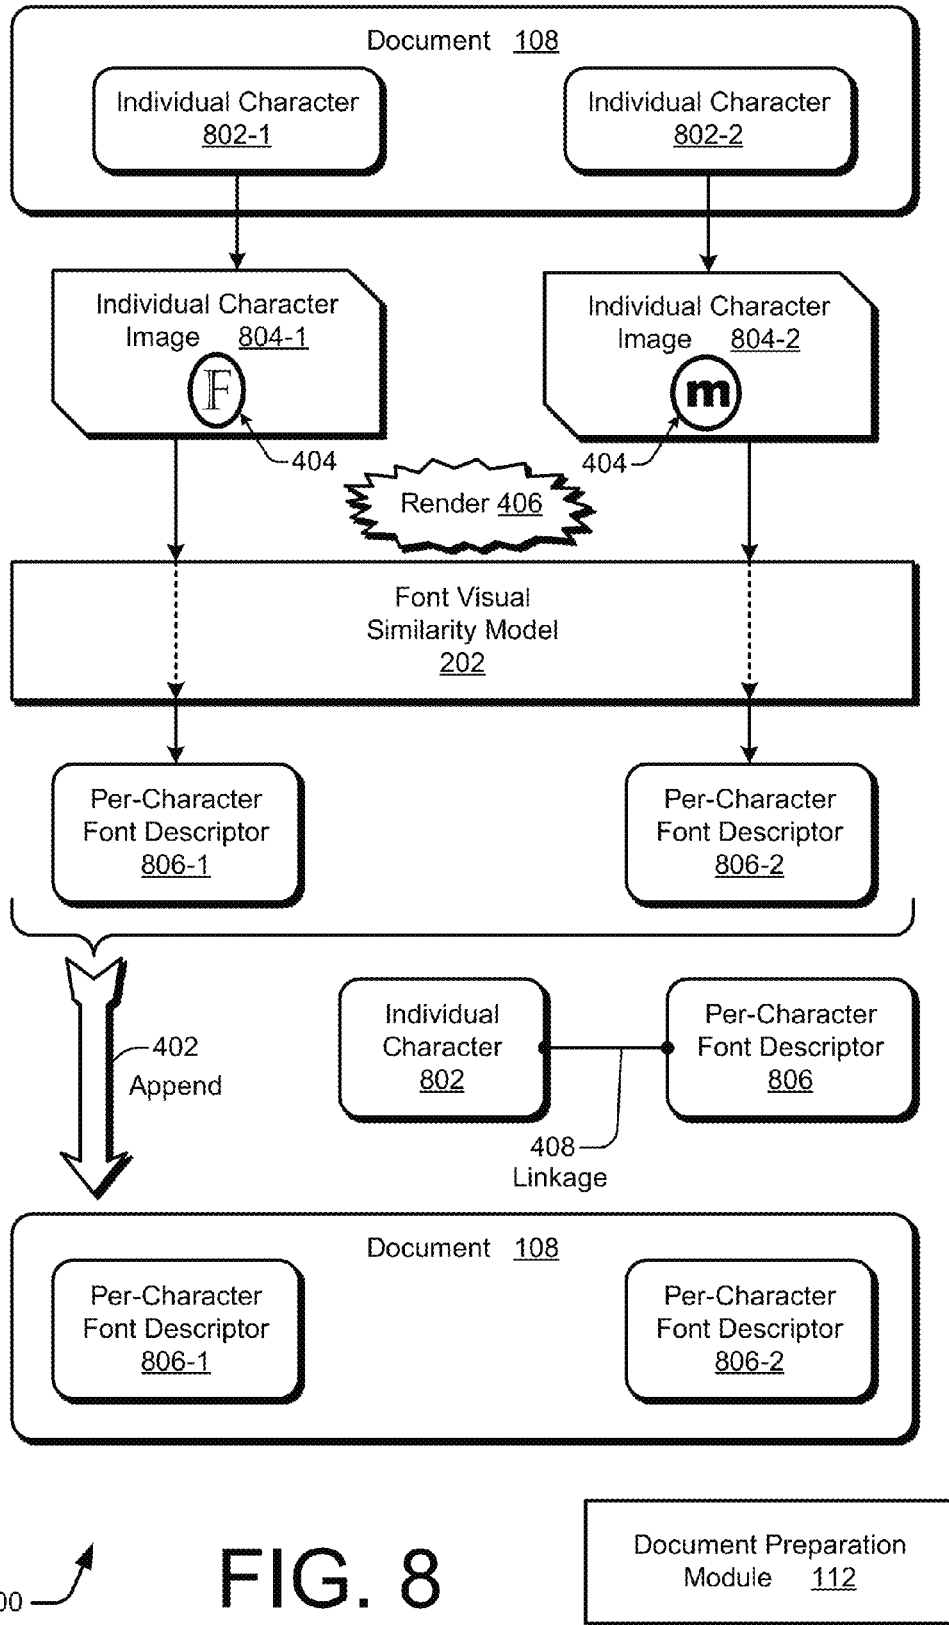 Document 108
Individual Character
802-1
Individual Character
802-2
Individual Character
Image 804-1
𝔽
404
Individual Character
Image 804-2
m
404
Render 406
Font Visual
Similarity Model
202
Per-Character
Font Descriptor
806-1
Per-Character
Font Descriptor
806-2
402
Append
Individual
Character
802
Per-Character
Font Descriptor
806
408
Linkage
Document 108
Per-Character
Font Descriptor
806-1
Per-Character
Font Descriptor
806-2
00
FIG. 8
Document Preparation
Module 112